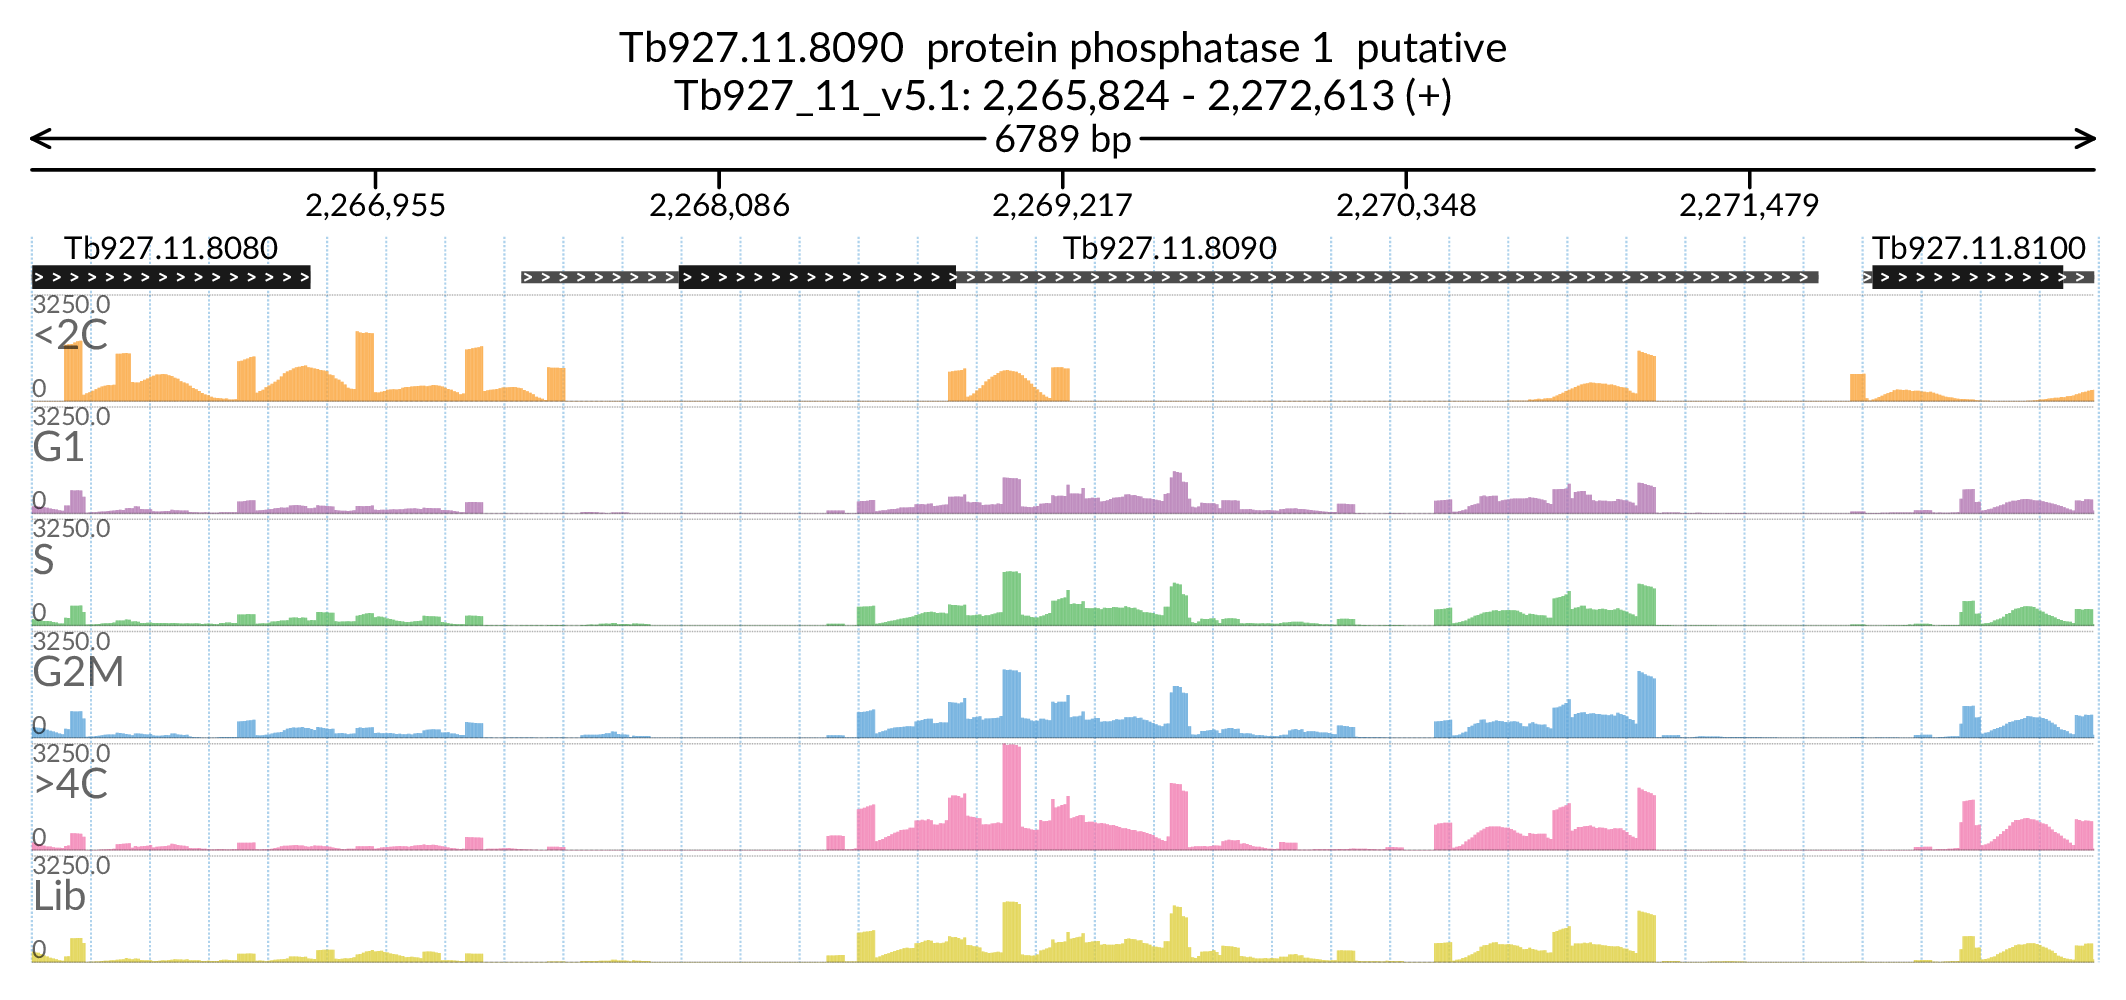 Tb927.11.8090  protein phosphatase 1  putative
Tb927_11_v5.1: 2,265,824 - 2,272,613 (+)
6789 bp
2,266,955 2,268,086 2,269,217 2,270,348 2,271,479
Tb927.11.8080 Tb927.11.8090 Tb927.11.8100
3250.0
<2C
0
3250.0
G1
0
3250.0
S
0
3250.0
G2M
0
3250.0
>4C
0
3250.0
Lib
0